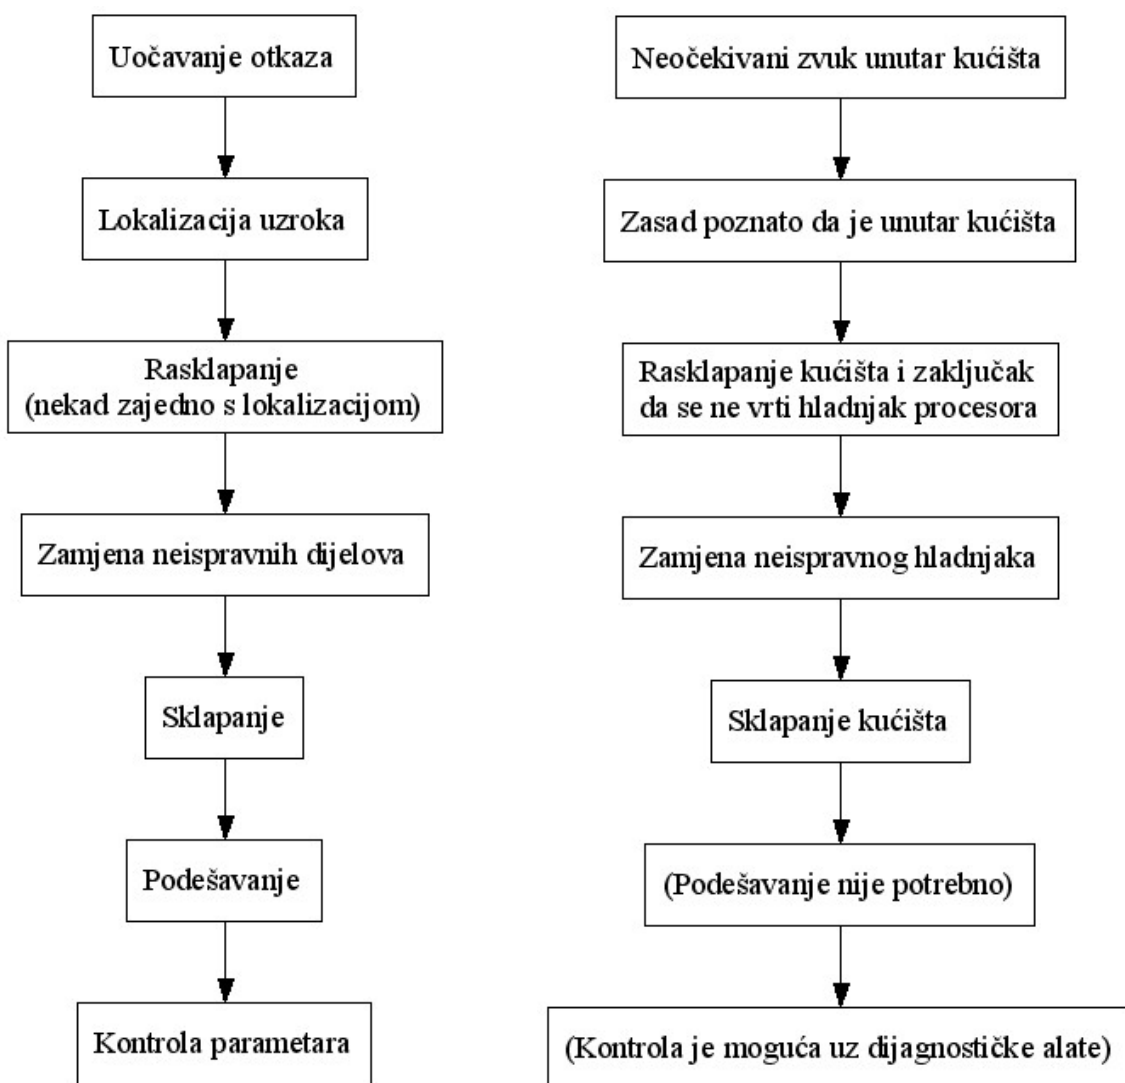 Uočavanje otkaza
Lokalizacija uzroka
Rasklapanje
(nekad zajedno s lokalizacijom)
Zamjena neispravnih dijelova
Sklapanje
Podešavanje
Kontrola parametara
Neočekivani zvuk unutar kućišta
Zasad poznato da je unutar kućišta
Rasklapanje kućišta i zaključak
da se ne vrti hladnjak procesora
Zamjena neispravnog hladnjaka
Sklapanje kućišta
(Podešavanje nije potrebno)
(Kontrola je moguća uz dijagnostičke alate)